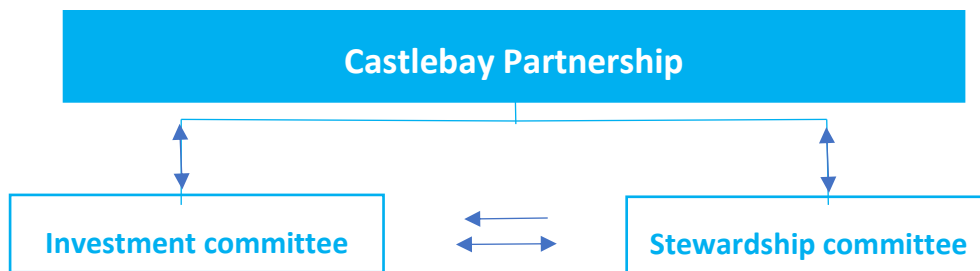 Castlebay Partnership
Investment committee
Stewardship committee